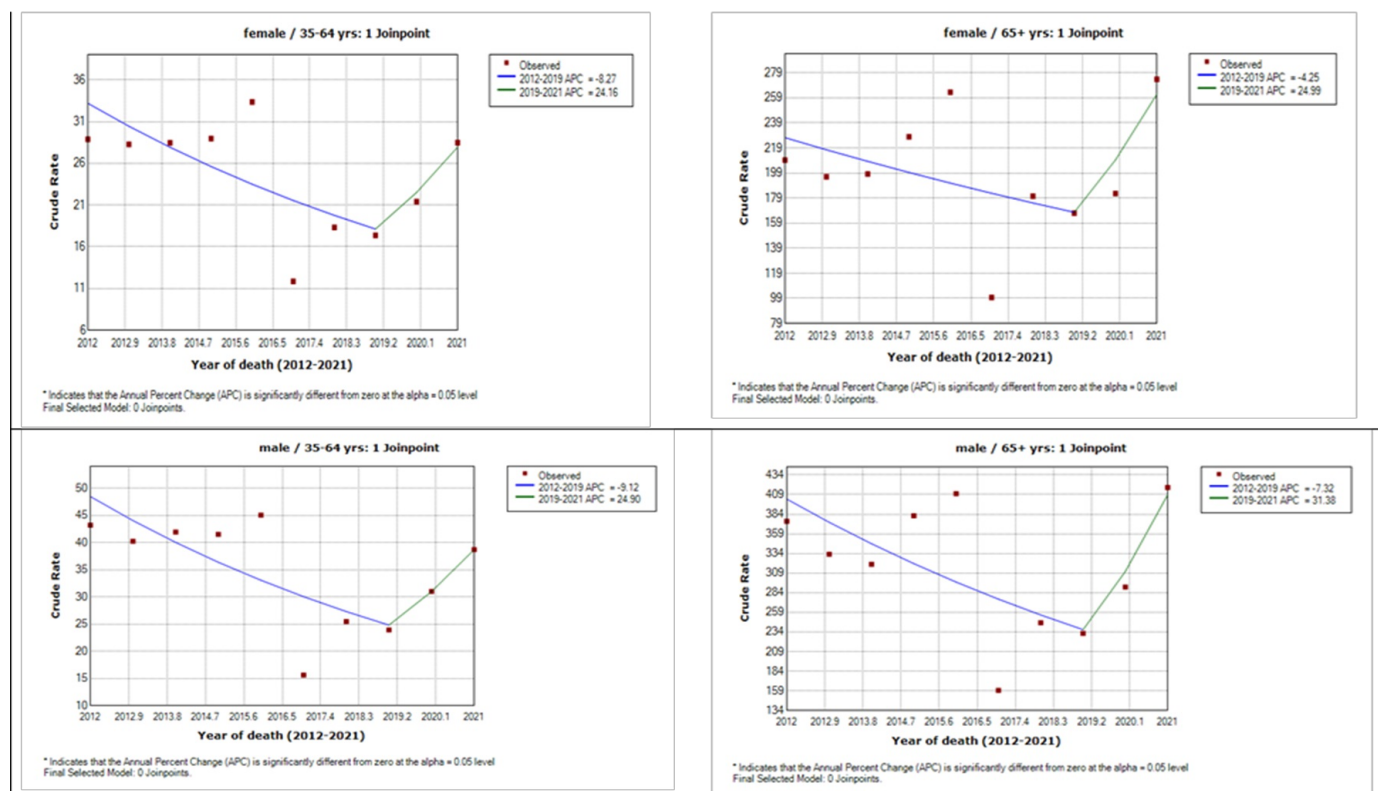 female / 35-64 yrs: 1 Joinpoint
Observed
2012-2019 APC = -8.27
2019-2021 APC = 24.16
Crude Rate
36
31
26
21
16
11
6
2012 2012.9 2013.8 2014.7 2015.6 2016.5 2017.4 2018.3 2019.2 2020.1 2021
Year of death (2012-2021)
* Indicates that the Annual Percent Change (APC) is significantly different from zero at the alpha = 0.05 level
Final Selected Model: 0 Joinpoints.
female / 65+ yrs: 1 Joinpoint
Observed
2012-2019 APC = -4.25
2019-2021 APC = 24.99
Crude Rate
279
259
239
219
199
179
159
139
119
99
79
2012 2012.9 2013.8 2014.7 2015.6 2016.5 2017.4 2018.3 2019.2 2020.1 2021
Year of death (2012-2021)
* Indicates that the Annual Percent Change (APC) is significantly different from zero at the alpha = 0.05 level
Final Selected Model: 0 Joinpoints.
male / 35-64 yrs: 1 Joinpoint
Observed
2012-2019 APC = -9.12
2019-2021 APC = 24.90
Crude Rate
50
45
40
35
30
25
20
15
10
2012 2012.9 2013.8 2014.7 2015.6 2016.5 2017.4 2018.3 2019.2 2020.1 2021
Year of death (2012-2021)
* Indicates that the Annual Percent Change (APC) is significantly different from zero at the alpha = 0.05 level
Final Selected Model: 0 Joinpoints.
male / 65+ yrs: 1 Joinpoint
Observed
2012-2019 APC = -7.32
2019-2021 APC = 31.38
Crude Rate
434
409
384
359
334
309
284
259
234
209
184
159
134
2012 2012.9 2013.8 2014.7 2015.6 2016.5 2017.4 2018.3 2019.2 2020.1 2021
Year of death (2012-2021)
* Indicates that the Annual Percent Change (APC) is significantly different from zero at the alpha = 0.05 level
Final Selected Model: 0 Joinpoints.